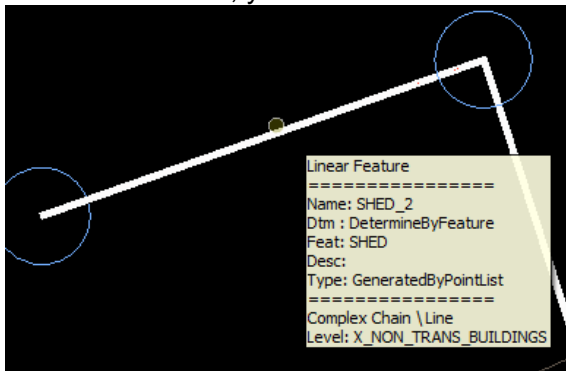 Linear Feature
================
Name: SHED_2
Dtm : DetermineByFeature
Feat: SHED
Desc:
Type: GeneratedByPointList
================
Complex Chain \Line
Level: X_NON_TRANS_BUILDINGS